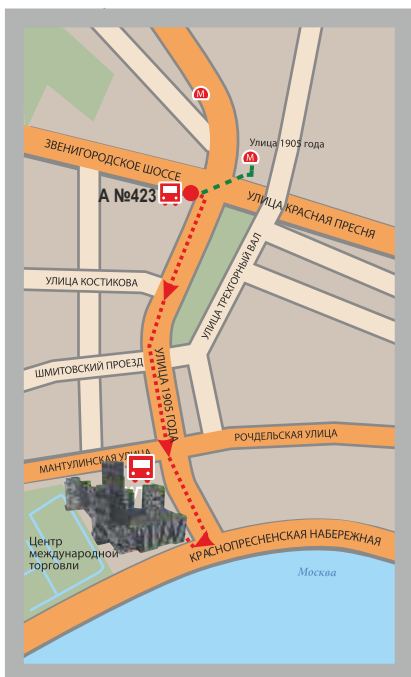 М
Улица 1905 года
М
ЗВЕНИГОРОДСКОЕ ШОССЕ
А №423
УЛИЦА КРАСНАЯ ПРЕСНЯ
УЛИЦА ТРЕХГОРНЫЙ ВАЛ
УЛИЦА КОСТИКОВА
ШМИТОВСКИЙ ПРОЕЗД
УЛИЦА 1905 ГОДА
РОЧДЕЛЬСКАЯ УЛИЦА
МАНТУЛИНСКАЯ УЛИЦА
Центр
международной
торговли
КРАСНОПРЕСНЕНСКАЯ НАБЕРЕЖНАЯ
Москва